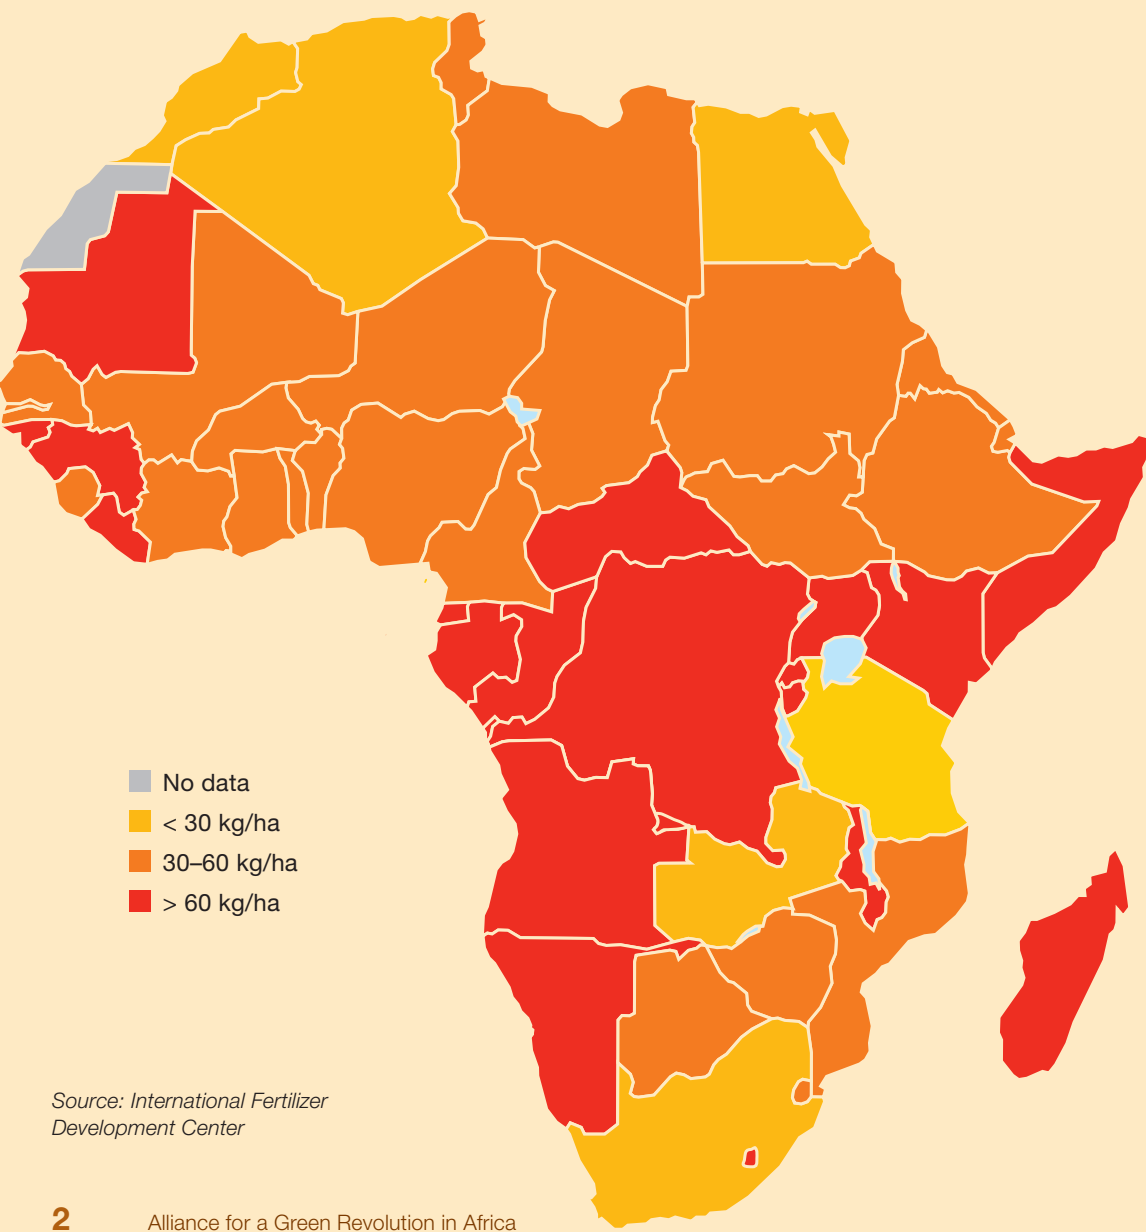 No data
< 30 kg/ha
30–60 kg/ha
> 60 kg/ha
Source: International Fertilizer
Development Center
2 Alliance for a Green Revolution in Africa